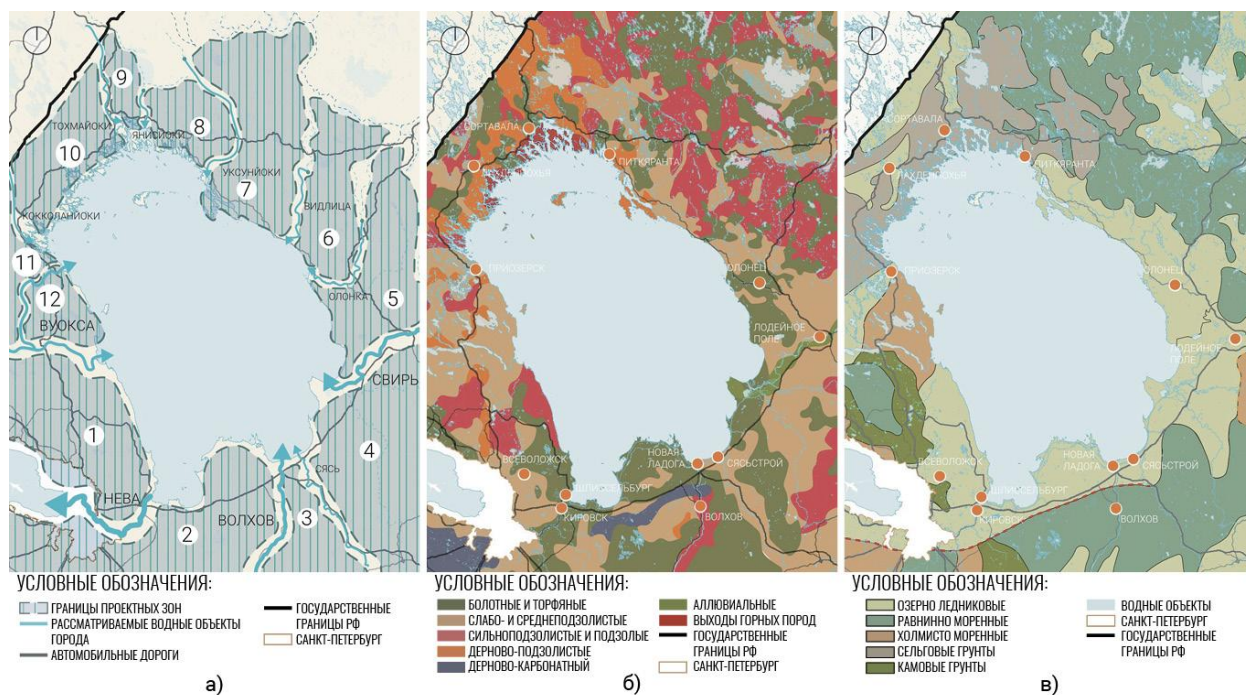 9
ТОХМАЙОКИ
ЯНИСЙОКИ
8
10
УКСУНЙОКИ
7
КОККОЛАНЙОКИ
ВИДЛИЦА
6
11
12
ОЛОНКА
5
ВУОКСА
СВИРЬ
1
4
СЯСЬ
НЕВА
ВОЛХОВ
3
2
УСЛОВНЫЕ ОБОЗНАЧЕНИЯ:
ГРАНИЦЫ ПРОЕКТНЫХ ЗОН
РАССМАТРИВАЕМЫЕ ВОДНЫЕ ОБЪЕКТЫ
ГОРОДА
АВТОМОБИЛЬНЫЕ ДОРОГИ
ГОСУДАРСТВЕННЫЕ
ГРАНИЦЫ РФ
САНКТ-ПЕТЕРБУРГ
а)
СОРТАВАЛА
ПИТКЯРАНТА
ПРИОЗЕРСК
ОЛОНЕЦ
ЛОДЕЙНОЕ
ПОЛЕ
ВСЕВОЛОЖСК
НОВАЯ
ЛАДОГА
СЯСЬСТРОЙ
ШЛИССЕЛЬБУРГ
КИРОВСК
ВОЛХОВ
УСЛОВНЫЕ ОБОЗНАЧЕНИЯ:
БОЛОТНЫЕ И ТОРФЯНЫЕ
СЛАБО- И СРЕДНЕПОДЗОЛИСТЫЕ
СИЛЬНОПОДЗОЛИСТЫЕ И ПОДЗОЛЫЕ
ДЕРНОВО-ПОДЗОЛИСТЫЕ
ДЕРНОВО-КАРБОНАТНЫЙ
АЛЛЮВИАЛЬНЫЕ
ВЫХОДЫ ГОРНЫХ ПОРОД
ГОСУДАРСТВЕННЫЕ
ГРАНИЦЫ РФ
САНКТ-ПЕТЕРБУРГ
б)
СОРТАВАЛА
ПИТКЯРАНТА
ЛАХДЕНПОХЬЯ
ПРИОЗЕРСК
ОЛОНЕЦ
ЛОДЕЙНОЕ
ПОЛЕ
ВСЕВОЛОЖСК
НОВАЯ
ЛАДОГА
СЯСЬСТРОЙ
ШЛИССЕЛЬБУРГ
КИРОВСК
ВОЛХОВ
УСЛОВНЫЕ ОБОЗНАЧЕНИЯ:
ОЗЕРНО ЛЕДНИКОВЫЕ
РАВНИННО МОРЕННЫЕ
ХОЛМИСТО МОРЕННЫЕ
СЕЛЬГОВЫЕ ГРУНТЫ
КАМОВЫЕ ГРУНТЫ
ВОДНЫЕ ОБЪЕКТЫ
САНКТ-ПЕТЕРБУРГ
ГОСУДАРСТВЕННЫЕ
ГРАНИЦЫ РФ
в)